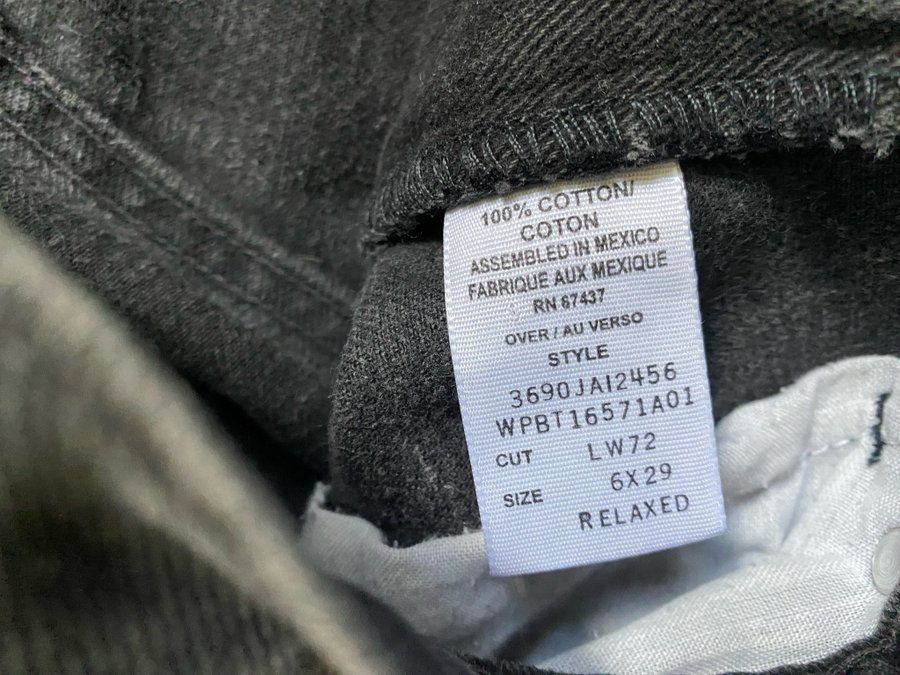 100% COTTON/
COTON
ASSEMBLED IN MEXICO
FABRIQUE AUX MEXIQUE
RN 67437
OVER / AU VERSO
STYLE
3690JAI2456
WPBT16571A01
CUT LW72
SIZE 6X29
RELAXED